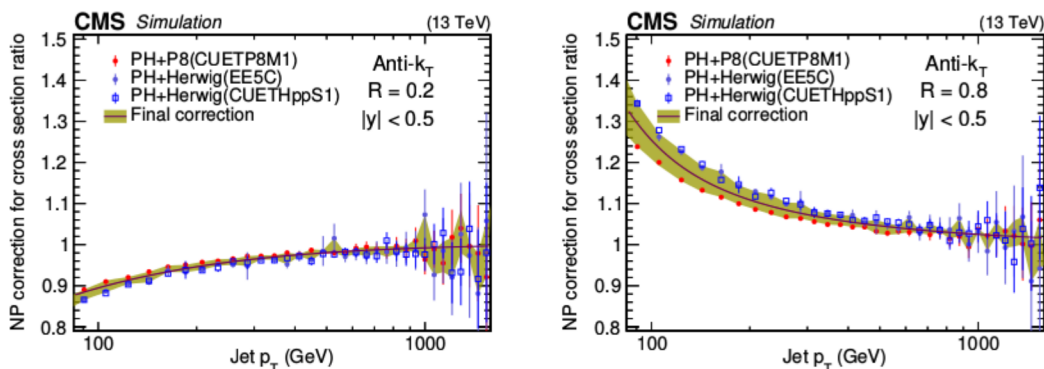 CMS Simulation (13 TeV)
NP correction for cross section ratio
1.5
1.4
1.3
1.2
1.1
1
0.9
0.8
PH+P8(CUETP8M1)
PH+Herwig(EE5C)
PH+Herwig(CUETHppS1)
Final correction
Anti-kT
R = 0.2
|y| < 0.5
100
1000
Jet pT (GeV)
CMS Simulation (13 TeV)
NP correction for cross section ratio
1.5
1.4
1.3
1.2
1.1
1
0.9
0.8
PH+P8(CUETP8M1)
PH+Herwig(EE5C)
PH+Herwig(CUETHppS1)
Final correction
Anti-kT
R = 0.8
|y| < 0.5
100
1000
Jet pT (GeV)